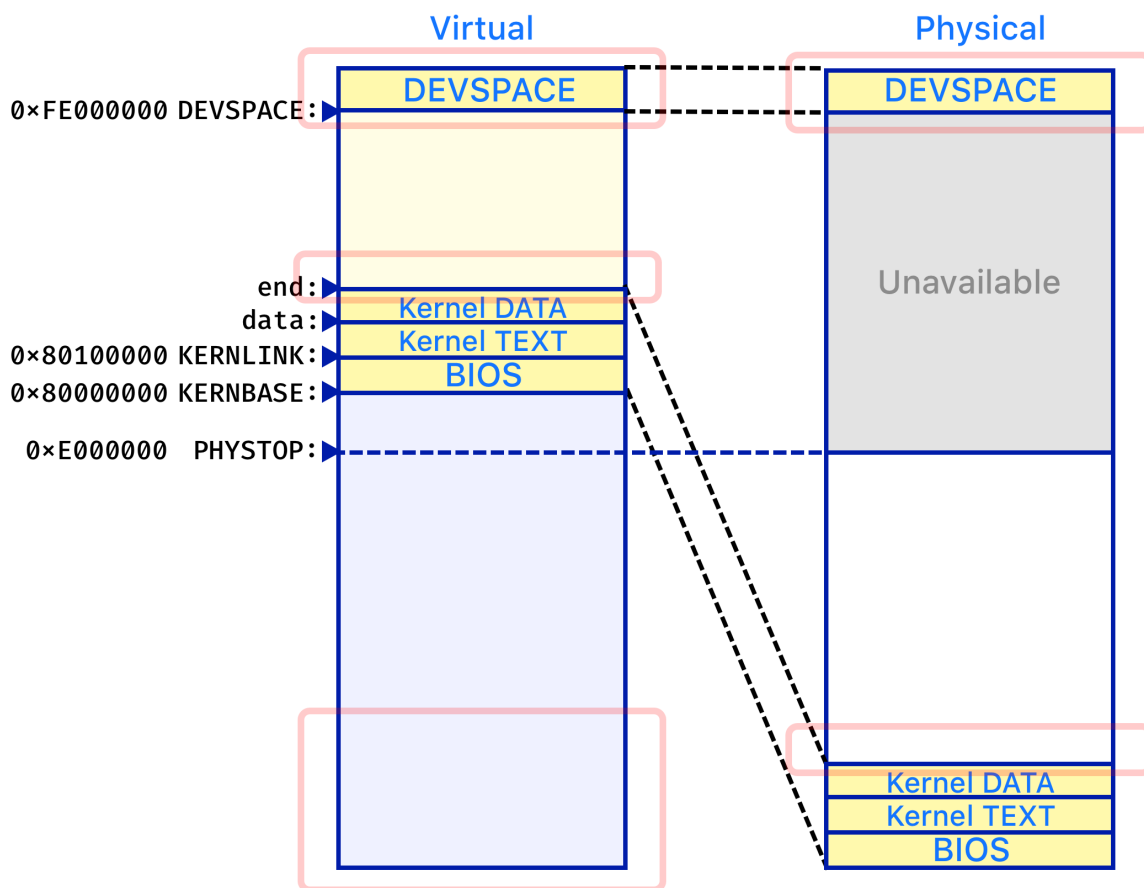 Virtual
Physical
DEVSPACE
DEVSPACE
0×FE000000 DEVSPACE:
Unavailable
end:
Kernel DATA
data:
Kernel TEXT
0×80100000 KERNLINK:
BIOS
0×80000000 KERNBASE:
0×E000000 PHYSTOP:
Kernel DATA
Kernel TEXT
BIOS